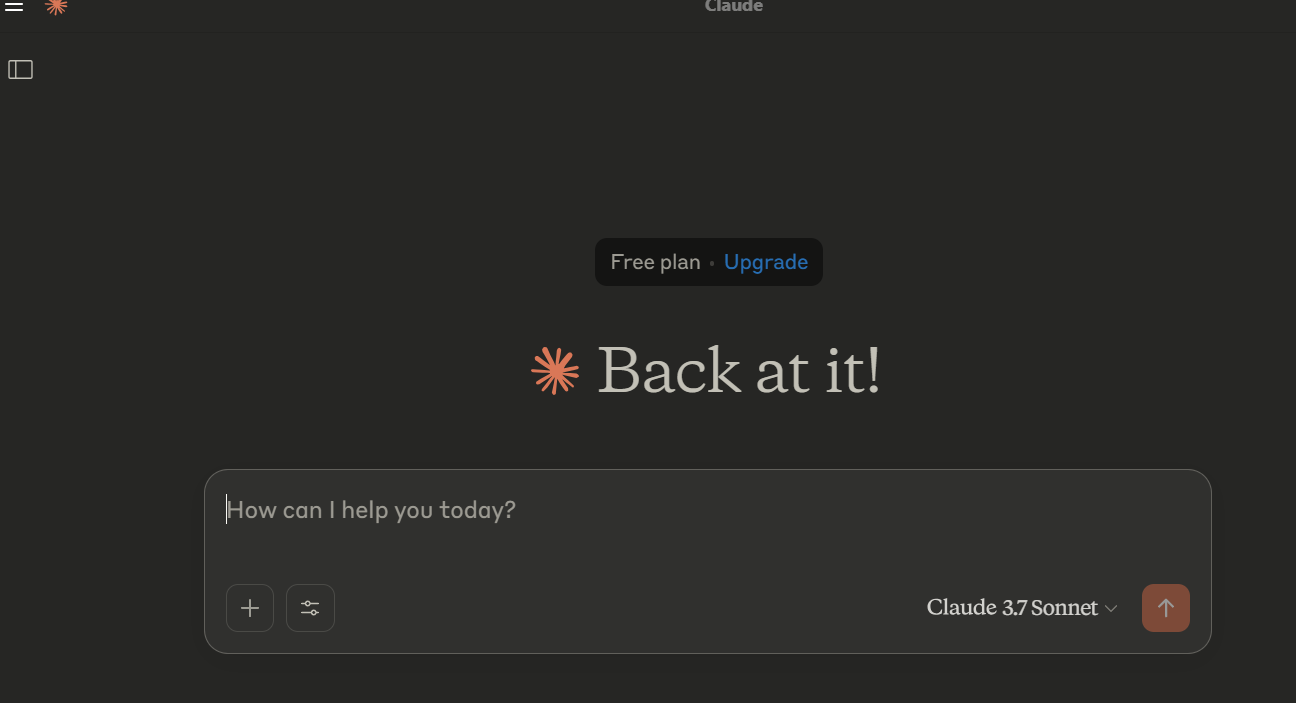 Claude
Free plan • Upgrade
Back at it!
How can I help you today?
Claude 3.7 Sonnet